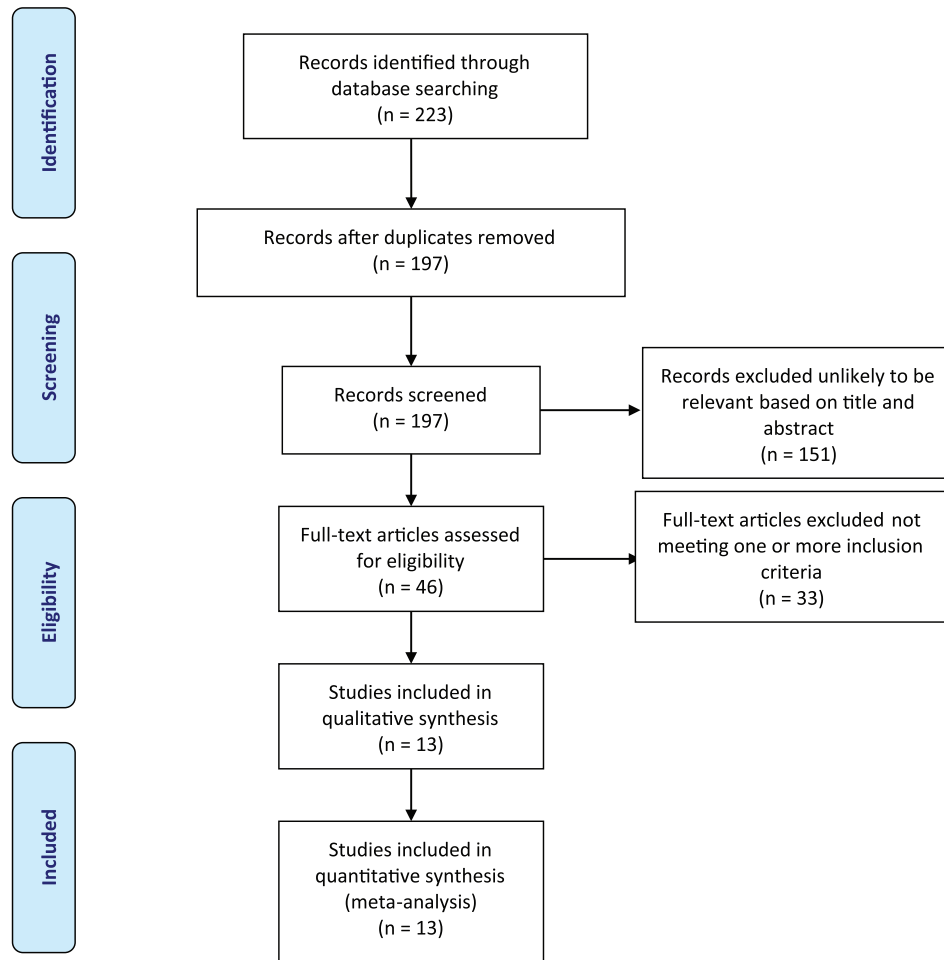 Identification
Records identified through
database searching
(n = 223)
Records after duplicates removed
(n = 197)
Screening
Records screened
(n = 197)
Records excluded unlikely to be
relevant based on title and
abstract
(n = 151)
Eligibility
Full-text articles assessed
for eligibility
(n = 46)
Full-text articles excluded not
meeting one or more inclusion
criteria
(n = 33)
Studies included in
qualitative synthesis
(n = 13)
Included
Studies included in
quantitative synthesis
(meta-analysis)
(n = 13)